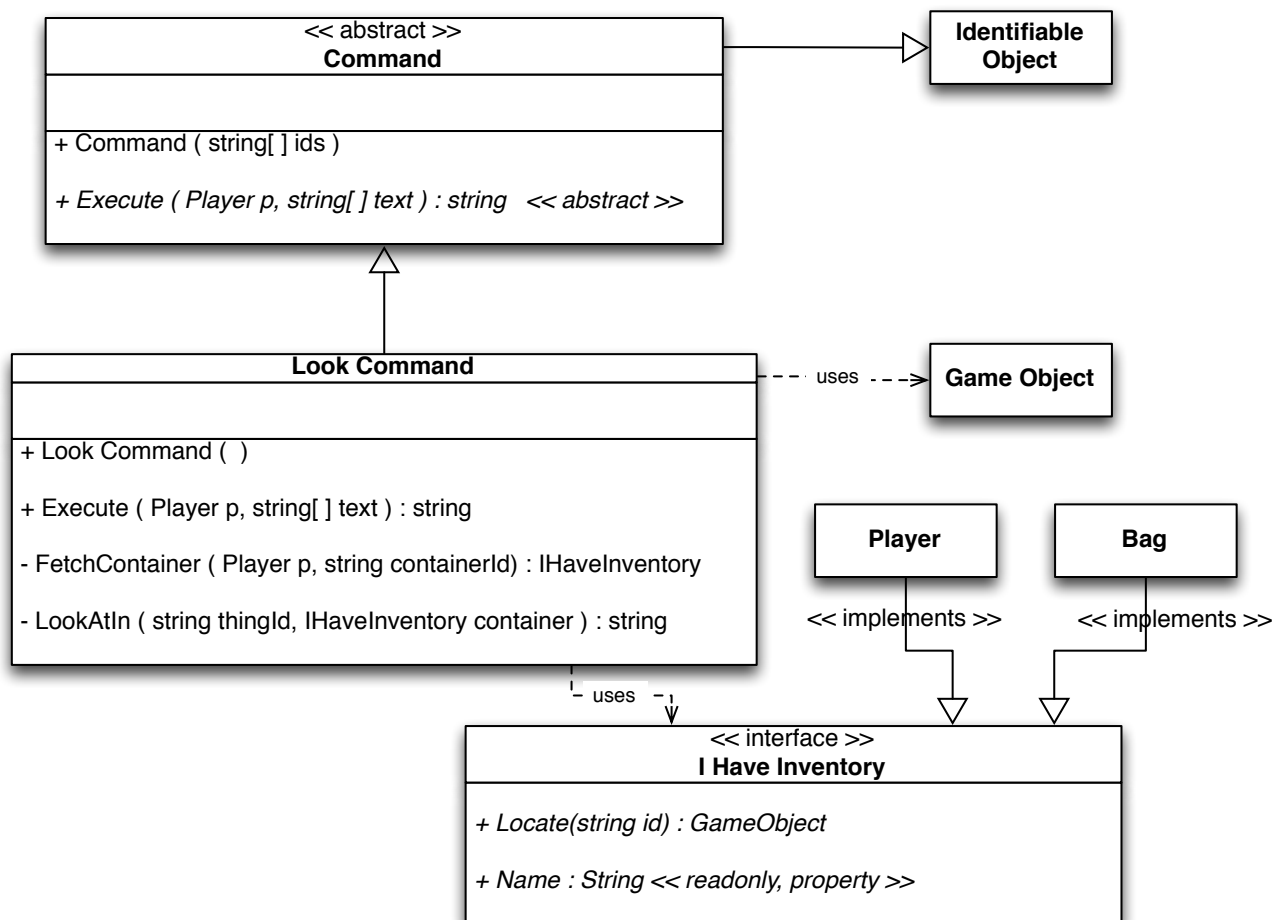 << abstract >>
Command
Identifiable
Object
+ Command ( string[ ] ids )
+ Execute ( Player p, string[ ] text ) : string   << abstract >>
Look Command
uses
Game Object
+ Look Command (  )
+ Execute ( Player p, string[ ] text ) : string
- FetchContainer ( Player p, string containerId) : IHaveInventory
- LookAtIn ( string thingId, IHaveInventory container ) : string
Player
Bag
<< implements >>
<< implements >>
uses
<< interface >>
I Have Inventory
+ Locate(string id) : GameObject
+ Name : String << readonly, property >>